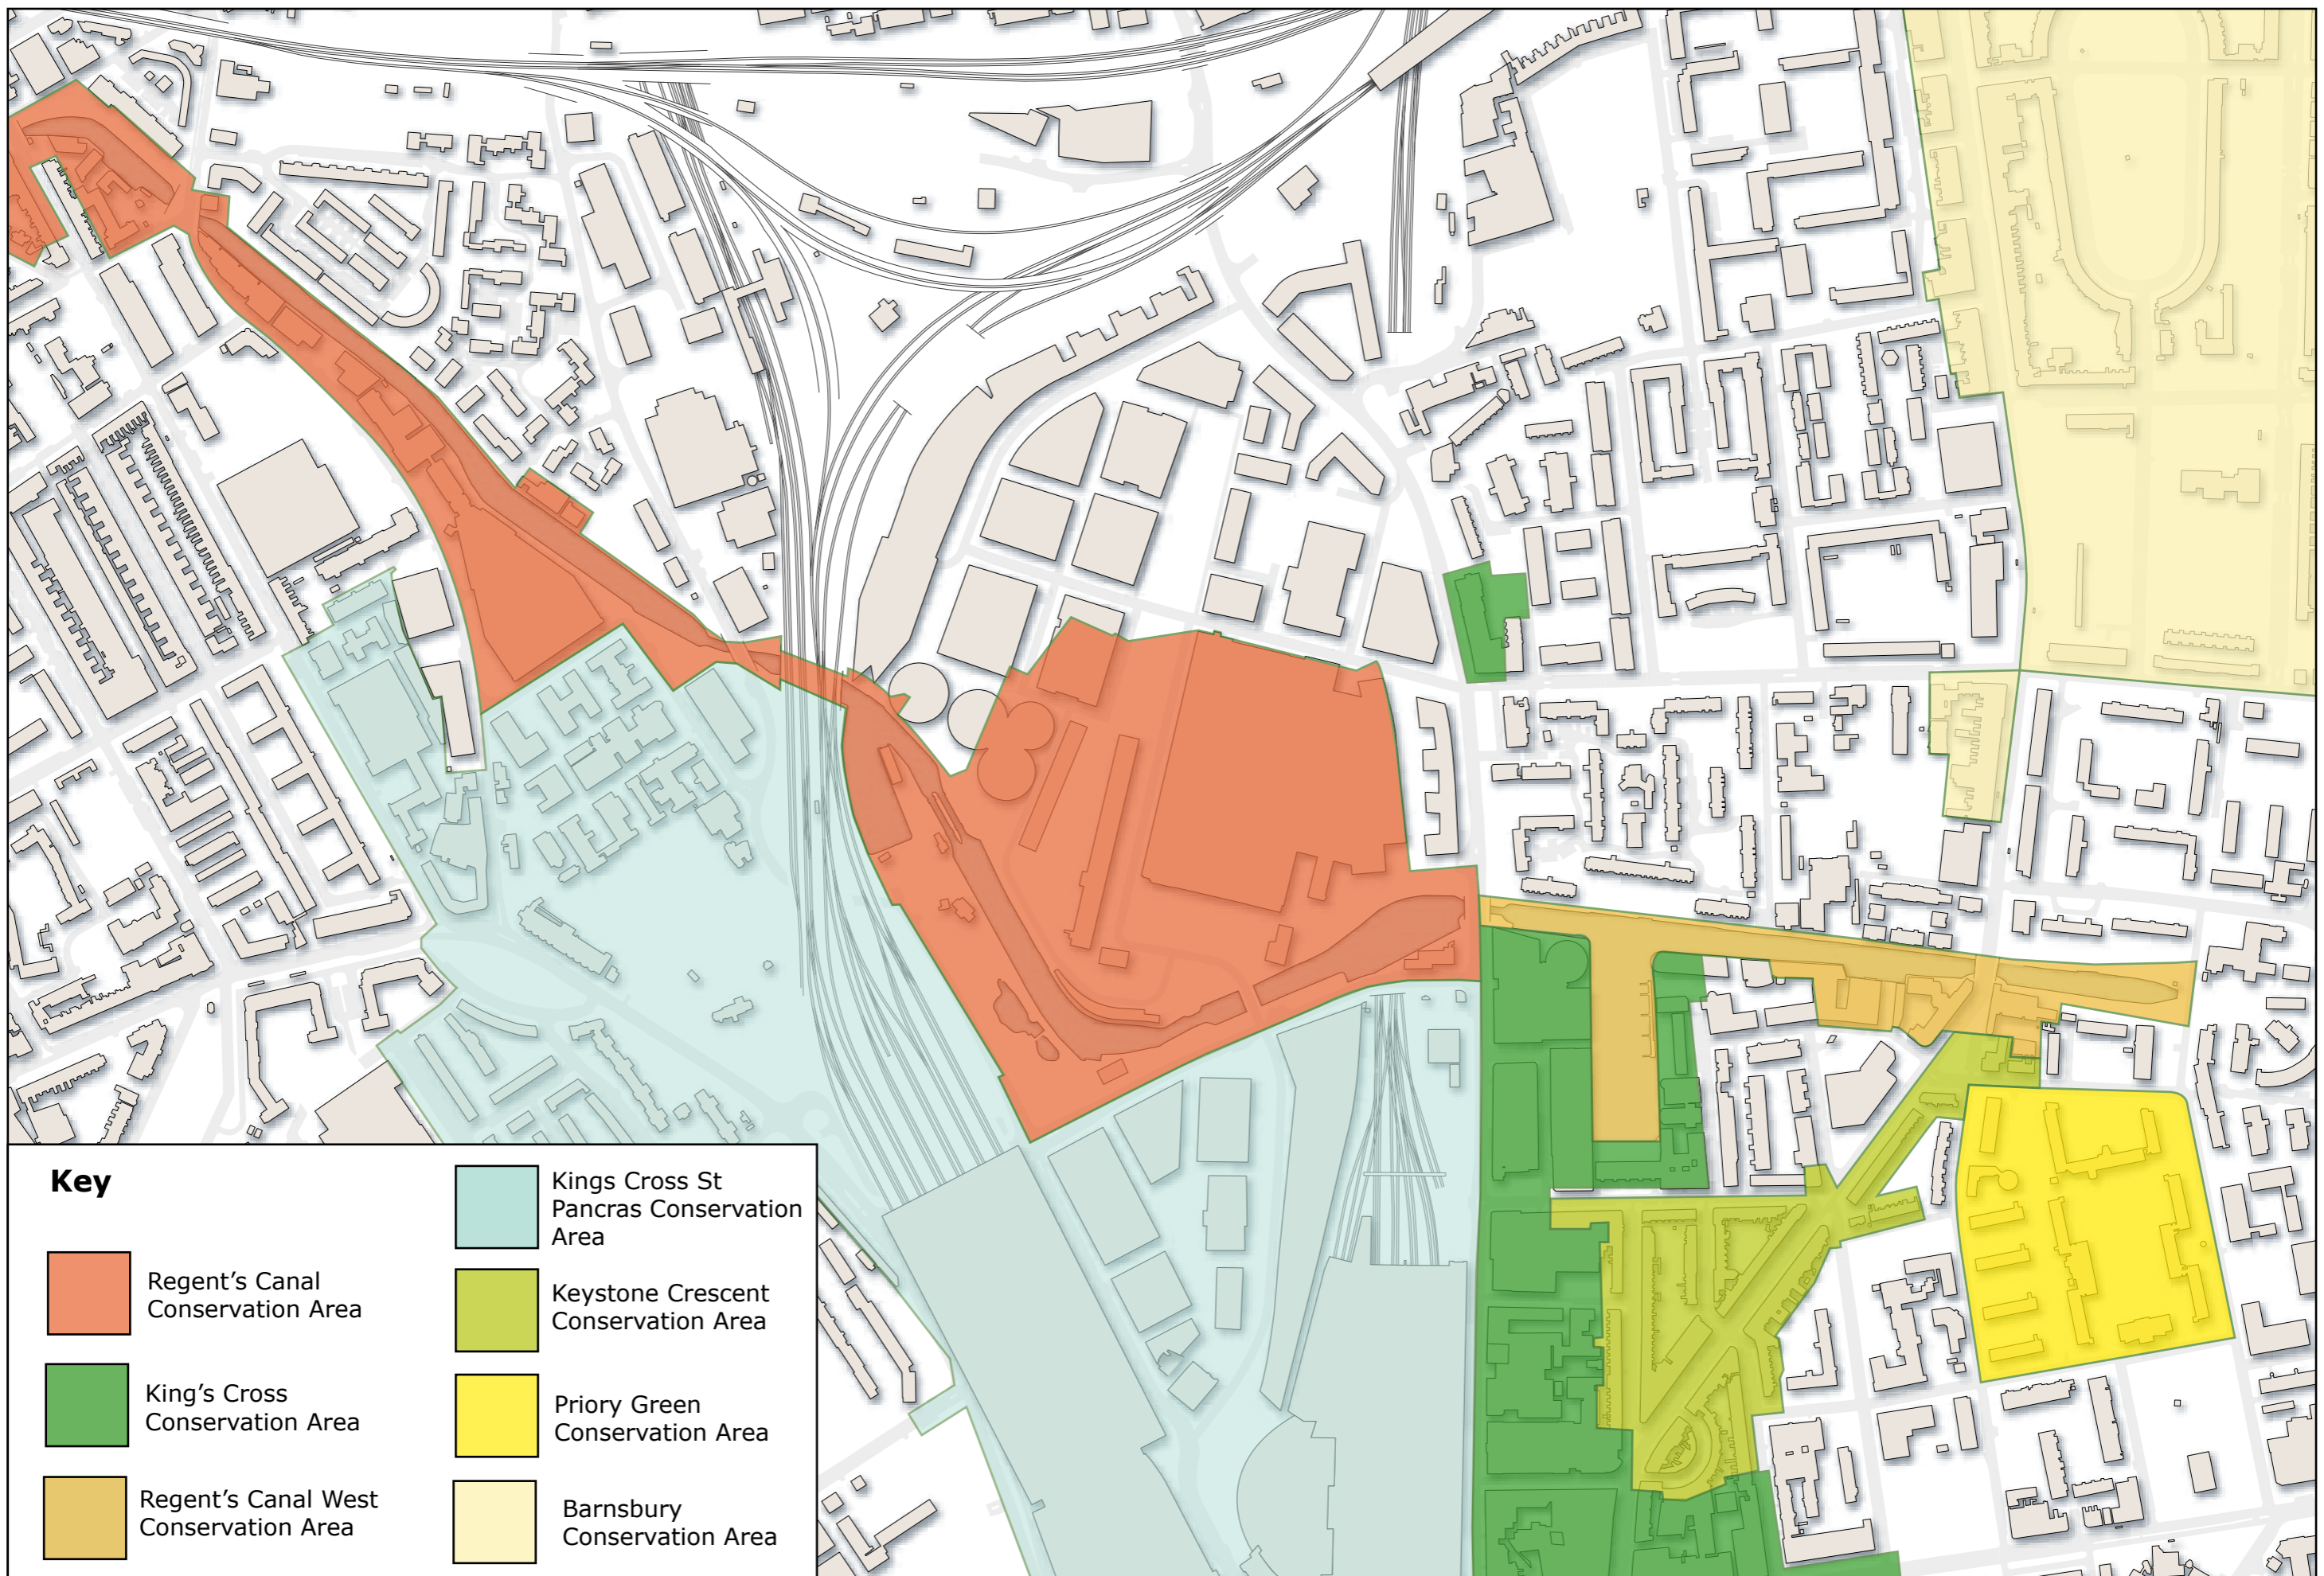 Key
Regent's Canal
Conservation Area
King's Cross
Conservation Area
Regent's Canal West
Conservation Area
Kings Cross St
Pancras Conservation
Area
Keystone Crescent
Conservation Area
Priory Green
Conservation Area
Barnsbury
Conservation Area